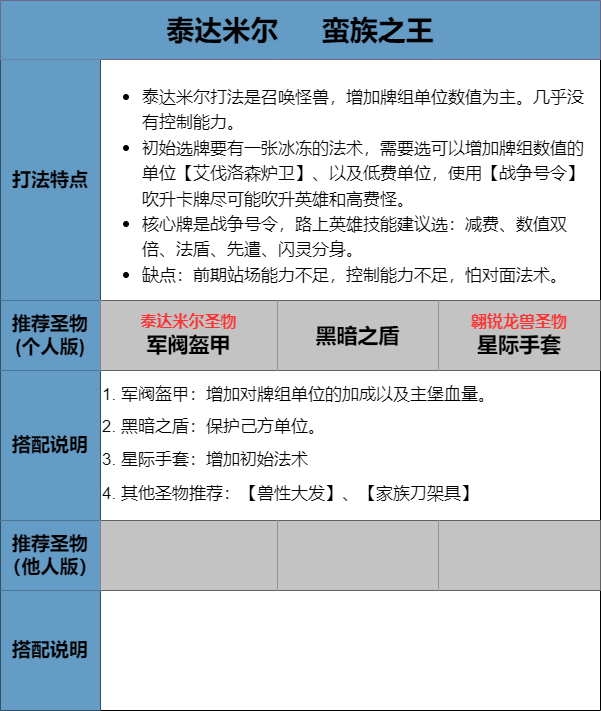 泰达米尔 蛮族之王
打法特点
泰达米尔打法是召唤怪兽，增加牌组单位数值为主。几乎没
有控制能力。
初始选牌要有一张冰冻的法术，需要选可以增加牌组数值的
单位【艾伐洛森炉卫】、以及低费单位，使用【战争号令】
吹升卡牌尽可能吹升英雄和高费怪。
核心牌是战争号令，路上英雄技能建议选：减费、数值双
倍、法盾、先遣、闪灵分身。
缺点：前期站场能力不足，控制能力不足，怕对面法术。
推荐圣物
(个人版)
泰达米尔圣物
军阀盔甲
黑暗之盾
翱锐龙兽圣物
星际手套
搭配说明
1. 军阀盔甲：增加对牌组单位的加成以及主堡血量。
2. 黑暗之盾：保护己方单位。
3. 星际手套：增加初始法术
4. 其他圣物推荐：【兽性大发】、【家族刀架具】
推荐圣物
（他人版）
搭配说明